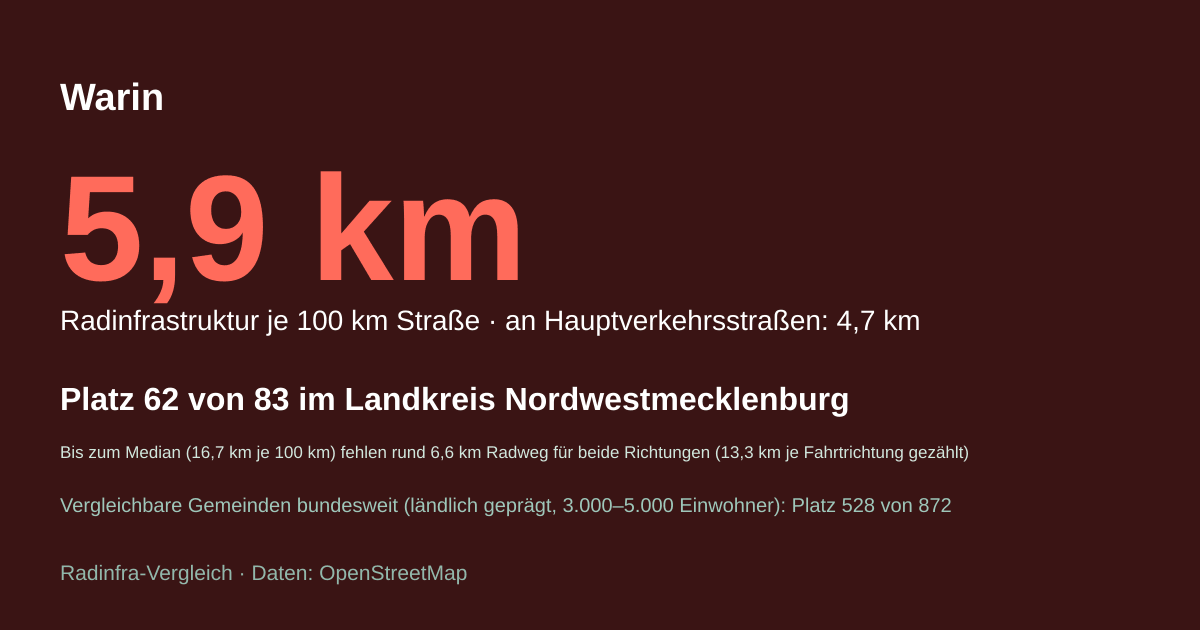 Warin
5,9 km
Radinfrastruktur je 100 km Straße · an Hauptverkehrsstraßen: 4,7 km
Platz 62 von 83 im Landkreis Nordwestmecklenburg
Bis zum Median (16,7 km je 100 km) fehlen rund 6,6 km Radweg für beide Richtungen (13,3 km je Fahrtrichtung gezählt)
Vergleichbare Gemeinden bundesweit (ländlich geprägt, 3.000–5.000 Einwohner): Platz 528 von 872
Radinfra-Vergleich · Daten: OpenStreetMap